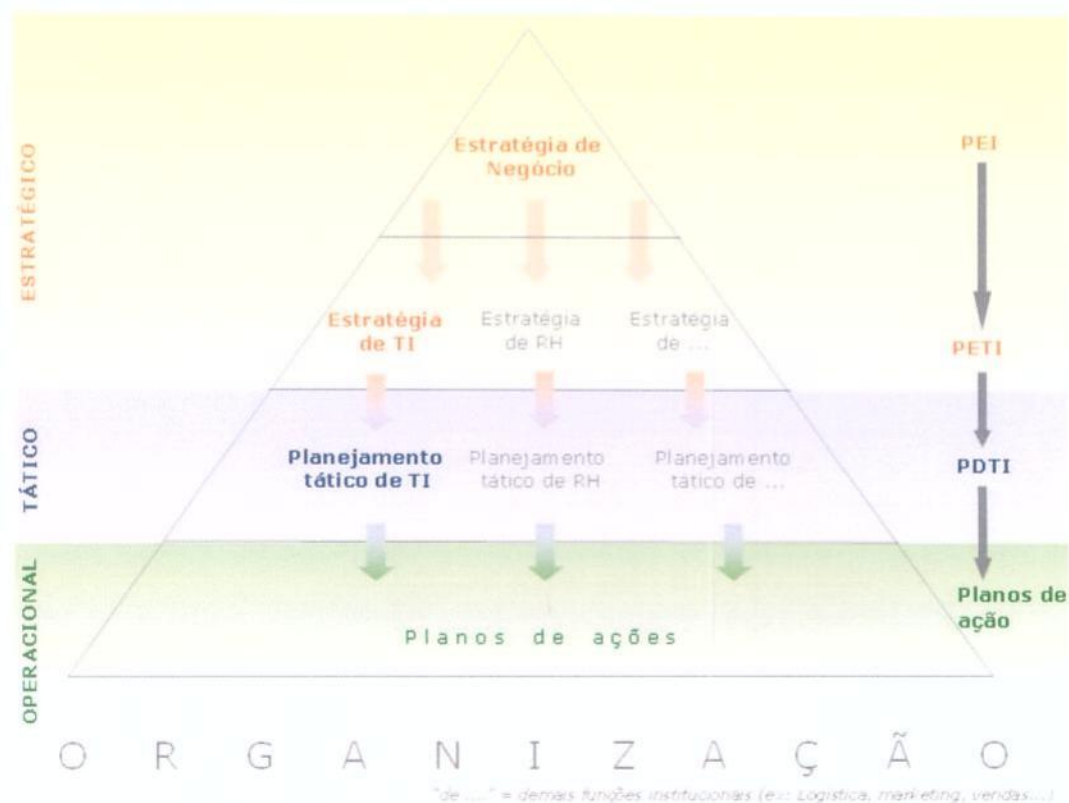 ESTRATÉGICO
Estratégia de
Negócio
PEI
Estratégia
de TI
Estratégia
de RH
Estratégia
de ...
PETI
TÁTICO
Planejamento
tático de TI
Planejamento
tático de RH
Planejamento
tático de ...
PDTI
OPERACIONAL
Planos de ações
Planos de
ação
ORGANIZAÇÃO
"de ...." = demais funções institucionais (ex: Logística, marketing, vendas...)